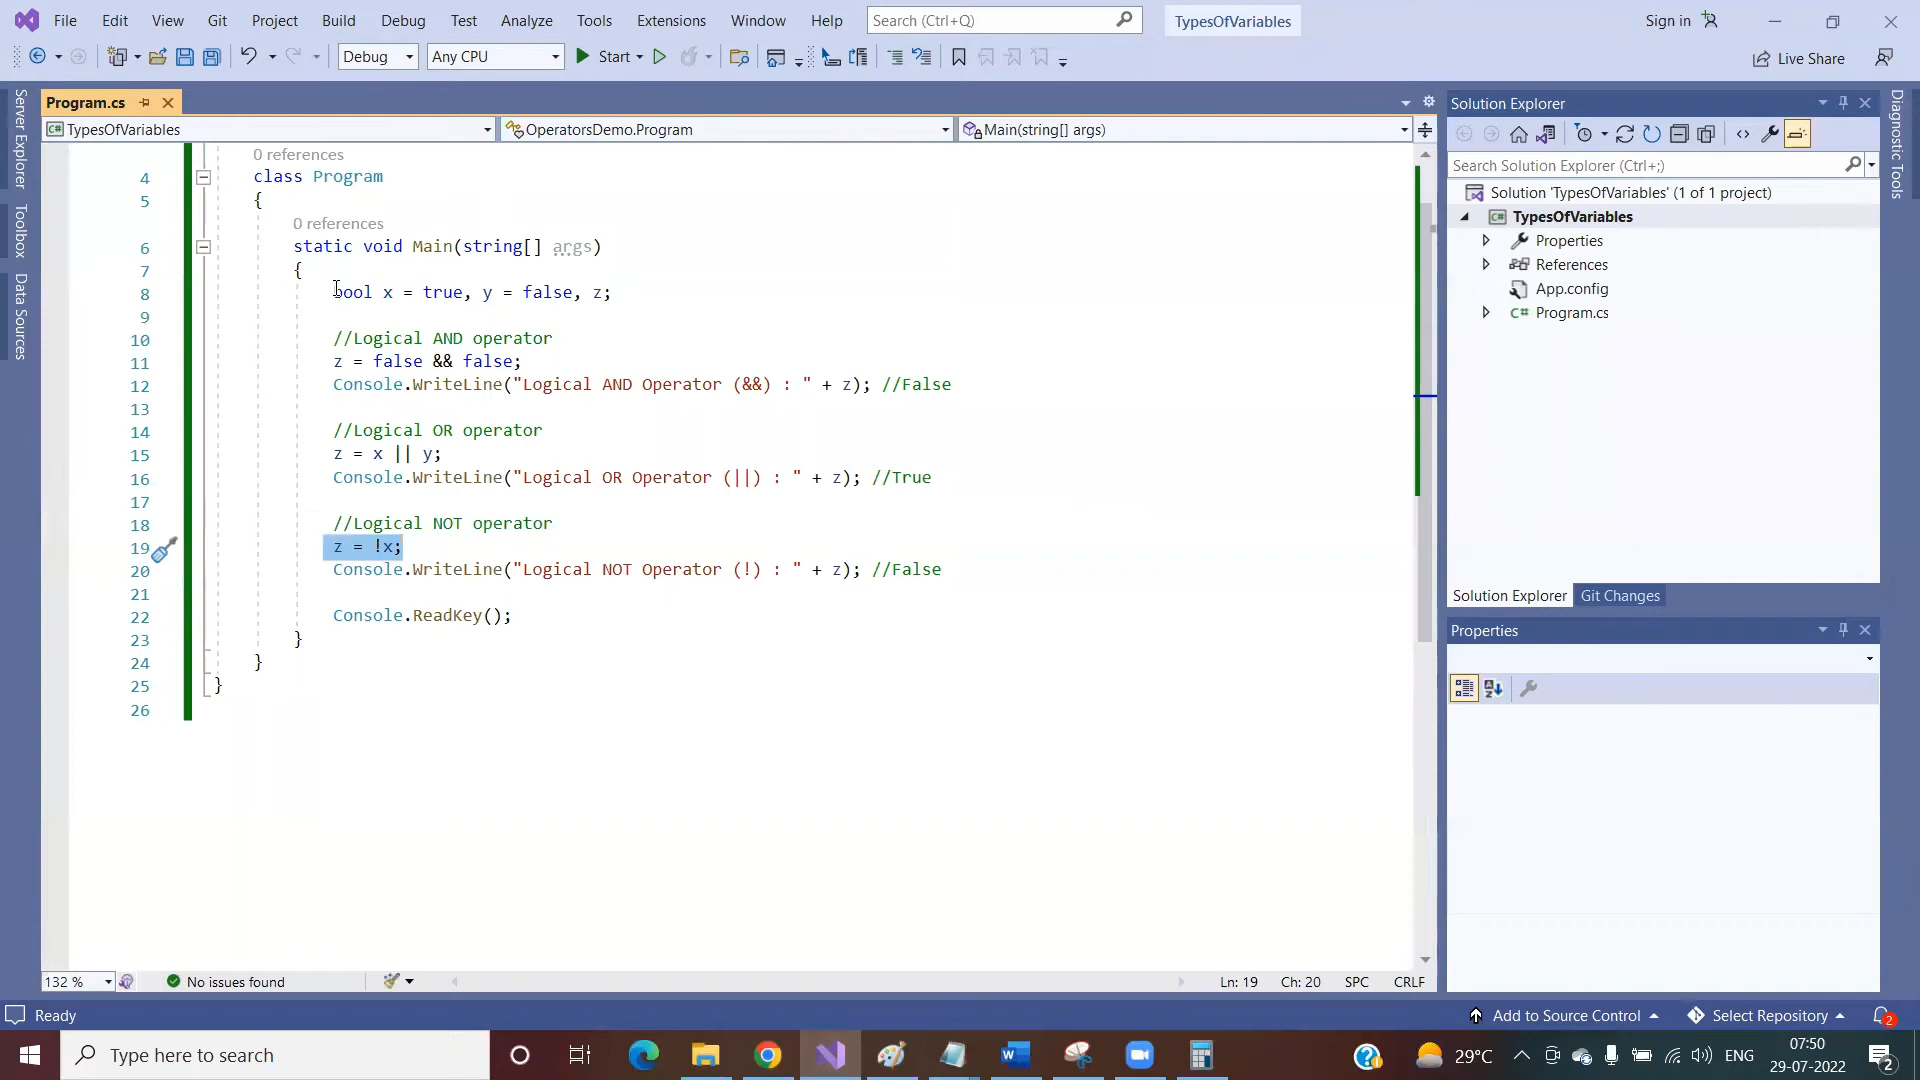 File Edit View Git Project Build Debug Test Analyze Tools Extensions Window Help Search (Ctrl+Q) TypesOfVariables Sign in
Debug Any CPU Start Live Share
Server Explorer
Toolbox
Data Sources
Program.cs
TypesOfVariables OperatorsDemo.Program Main(string[] args)
0 references
4 class Program
5 {
0 references
6 static void Main(string[] args)
7 {
8 bool x = true, y = false, z;
9
10 //Logical AND operator
11 z = false && false;
12 Console.WriteLine("Logical AND Operator (&&) : " + z); //False
13
14 //Logical OR operator
15 z = x || y;
16 Console.WriteLine("Logical OR Operator (||) : " + z); //True
17
18 //Logical NOT operator
19 z = !x;
20 Console.WriteLine("Logical NOT Operator (!) : " + z); //False
21
22 Console.ReadKey();
23 }
24 }
25 }
26
132 % No issues found Ln: 19 Ch: 20 SPC CRLF
Solution Explorer
Search Solution Explorer (Ctrl+;)
Solution 'TypesOfVariables' (1 of 1 project)
C# TypesOfVariables
Properties
References
App.config
C# Program.cs
Solution Explorer Git Changes
Properties
Diagnostic Tools
Ready Add to Source Control Select Repository 2
Type here to search 29°C ENG 07:50
29-07-2022 2